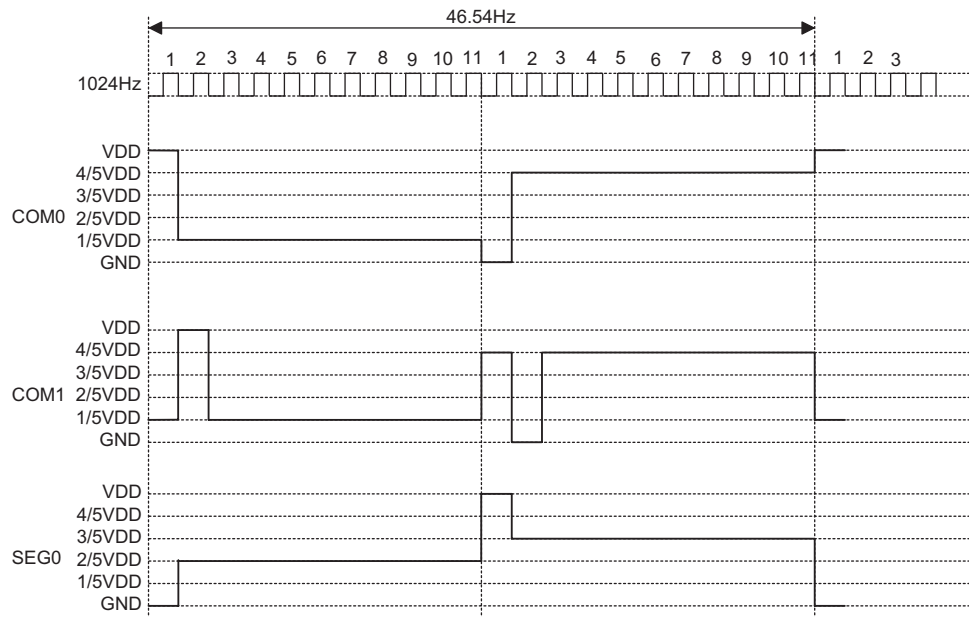 46.54Hz
1 2 3 4 5 6 7 8 9 10 11 1 2 3 4 5 6 7 8 9 10 11 1 2 3
1024Hz
VDD
4/5VDD
3/5VDD
COM0 2/5VDD
1/5VDD
GND
VDD
4/5VDD
3/5VDD
COM1 2/5VDD
1/5VDD
GND
VDD
4/5VDD
3/5VDD
SEG0 2/5VDD
1/5VDD
GND